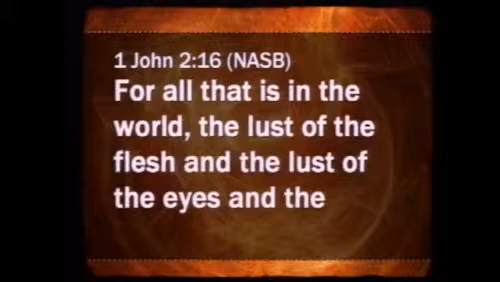 1 John 2:16 (NASB)
For all that is in the
world, the lust of the
flesh and the lust of
the eyes and the